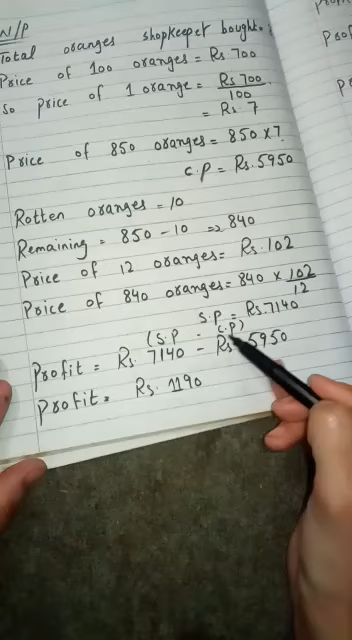 N/P
Total oranges shopkeeper bought.
Price of 100 oranges = Rs. 700
So price of 1 orange = Rs 700
100
= Rs. 7
Price of 850 oranges = 850 × 7
C.P = Rs. 5950
Rotten oranges = 10
Remaining = 850 - 10 => 840
Price of 12 oranges = Rs. 102
Price of 840 oranges = 840 × 102
12
S.P. = Rs. 7140
(S.P - C.P)
Profit = Rs. 7140 - Rs. 5950
Profit = Rs. 1190